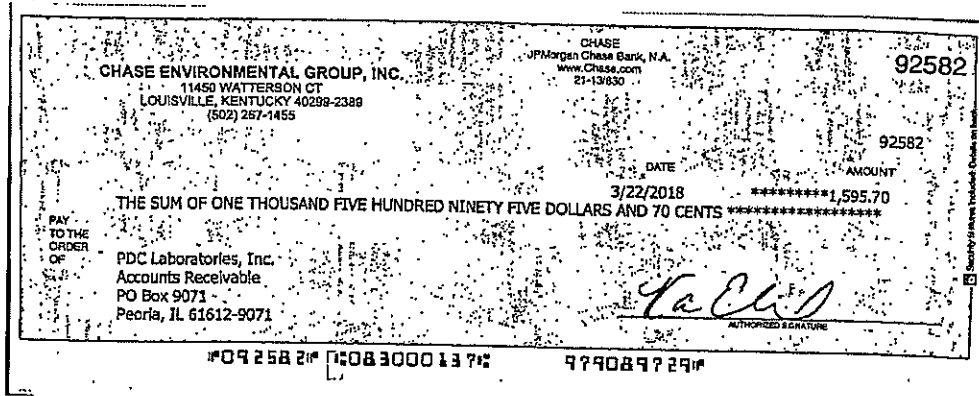 CHASE
JPMorgan Chase Bank, N.A.
www.Chase.com
21-13/830
92582
CHASE ENVIRONMENTAL GROUP, INC.
11450 WATTERSON CT
LOUISVILLE, KENTUCKY 40299-2389
(502) 267-1455
92582
DATE
AMOUNT
3/22/2018 *********1,595.70
THE SUM OF ONE THOUSAND FIVE HUNDRED NINETY FIVE DOLLARS AND 70 CENTS ******************
PAY
TO THE
ORDER
OF
PDC Laboratories, Inc.
Accounts Receivable
PO Box 9071
Peoria, IL 61612-9071
AUTHORIZED SIGNATURE
⑈092582⑈ ⑆083000137⑆ 979089729⑈